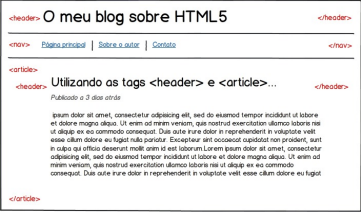 <header> O meu blog sobre HTML5 </header>
<nav> Página principal | Sobre o autor | Contato </nav>
<article>
<header> Utilizando as tags <header> e <article>... </header>
Publicado a 3 dias atrás
ipsum dolor sit amet, consectetur adipisicing elit, sed do eiusmod tempor incididunt ut labore
et dolore magna aliqua. Ut enim ad minim veniam, quis nostrud exercitation ullamco laboris nisi
ut aliquip ex ea commodo consequat. Duis aute irure dolor in reprehenderit in voluptate velit
esse cillum dolore eu fugiat nulla pariatur. Excepteur sint occaecat cupidatat non proident, sunt
in culpa qui officia deserunt mollit anim id est laborum Lorem ipsum dolor sit amet, consectetur
adipisicing elit, sed do eiusmod tempor incididunt ut labore et dolore magna aliqua. Ut enim ad
minim veniam, quis nostrud exercitation ullamco laboris nisi ut aliquip ex ea commodo
consequat. Duis aute irure dolor in reprehenderit in voluptate velit esse cillum dolore eu fugiat
</article>